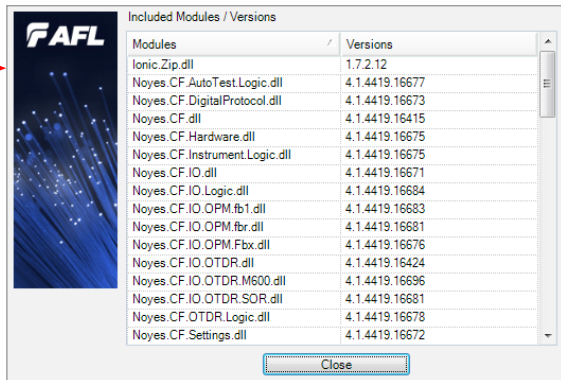 AFL
Included Modules / Versions
Modules Versions
Ionic.Zip.dll 1.7.2.12
Noyes.CF.AutoTest.Logic.dll 4.1.4419.16677
Noyes.CF.DigitalProtocol.dll 4.1.4419.16673
Noyes.CF.dll 4.1.4419.16415
Noyes.CF.Hardware.dll 4.1.4419.16675
Noyes.CF.Instrument.Logic.dll 4.1.4419.16675
Noyes.CF.IO.dll 4.1.4419.16671
Noyes.CF.IO.Logic.dll 4.1.4419.16684
Noyes.CF.IO.OPM.fb1.dll 4.1.4419.16683
Noyes.CF.IO.OPM.fbr.dll 4.1.4419.16681
Noyes.CF.IO.OPM.Fbx.dll 4.1.4419.16676
Noyes.CF.IO.OTDR.dll 4.1.4419.16424
Noyes.CF.IO.OTDR.M600.dll 4.1.4419.16696
Noyes.CF.IO.OTDR.SOR.dll 4.1.4419.16681
Noyes.CF.OTDR.Logic.dll 4.1.4419.16678
Noyes.CF.Settings.dll 4.1.4419.16672
Close